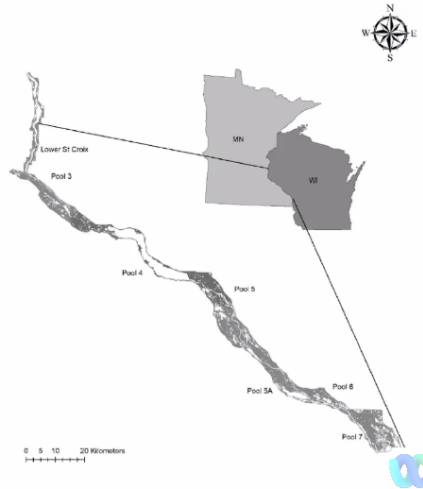 N
W E
S
MN
WI
Lower St Croix
Pool 3
Pool 4
Pool 5
Pool 5A
Pool 6
Pool 7
0 5 10 20 Kilometers